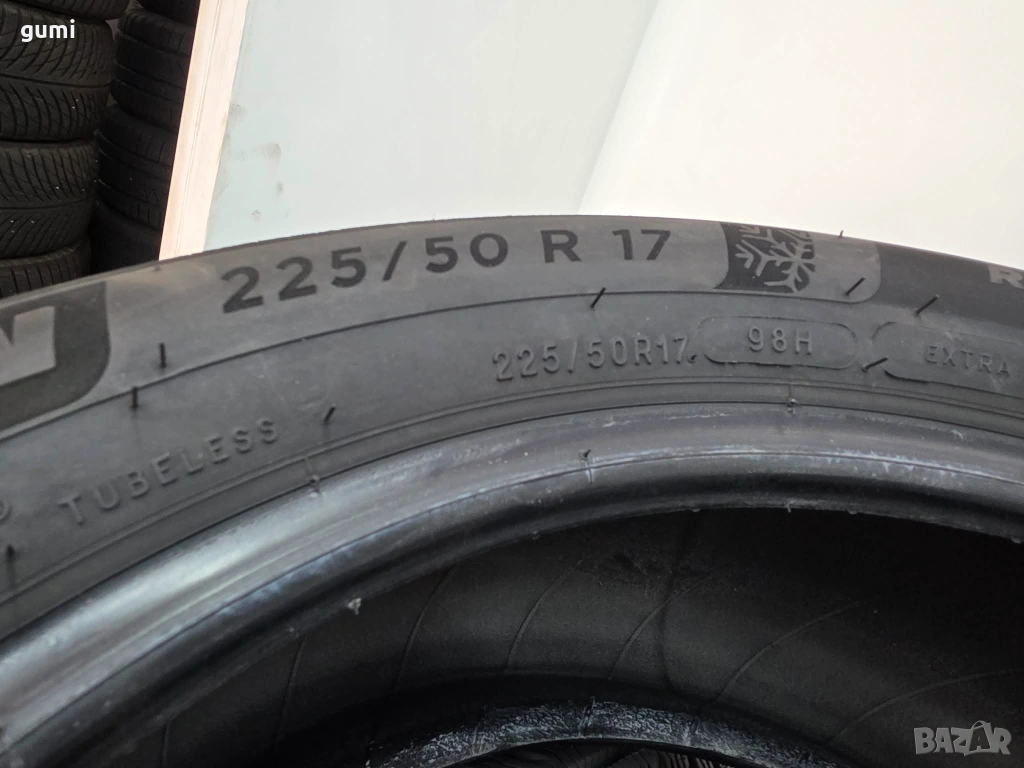 gumi
225/50 R 17
225/50R17
98H
EXTRA
TUBELESS
BAZAR